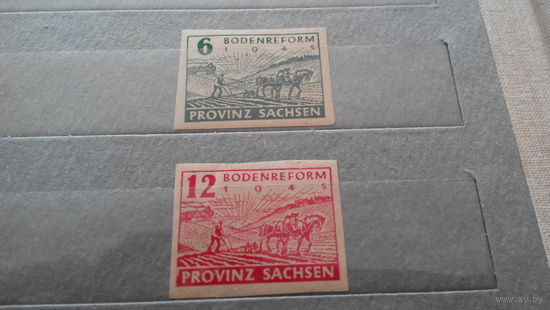 6 BODENREFORM
1945
PROVINZ SACHSEN
12 BODENREFORM
1945
PROVINZ SACHSEN
www.ay.by